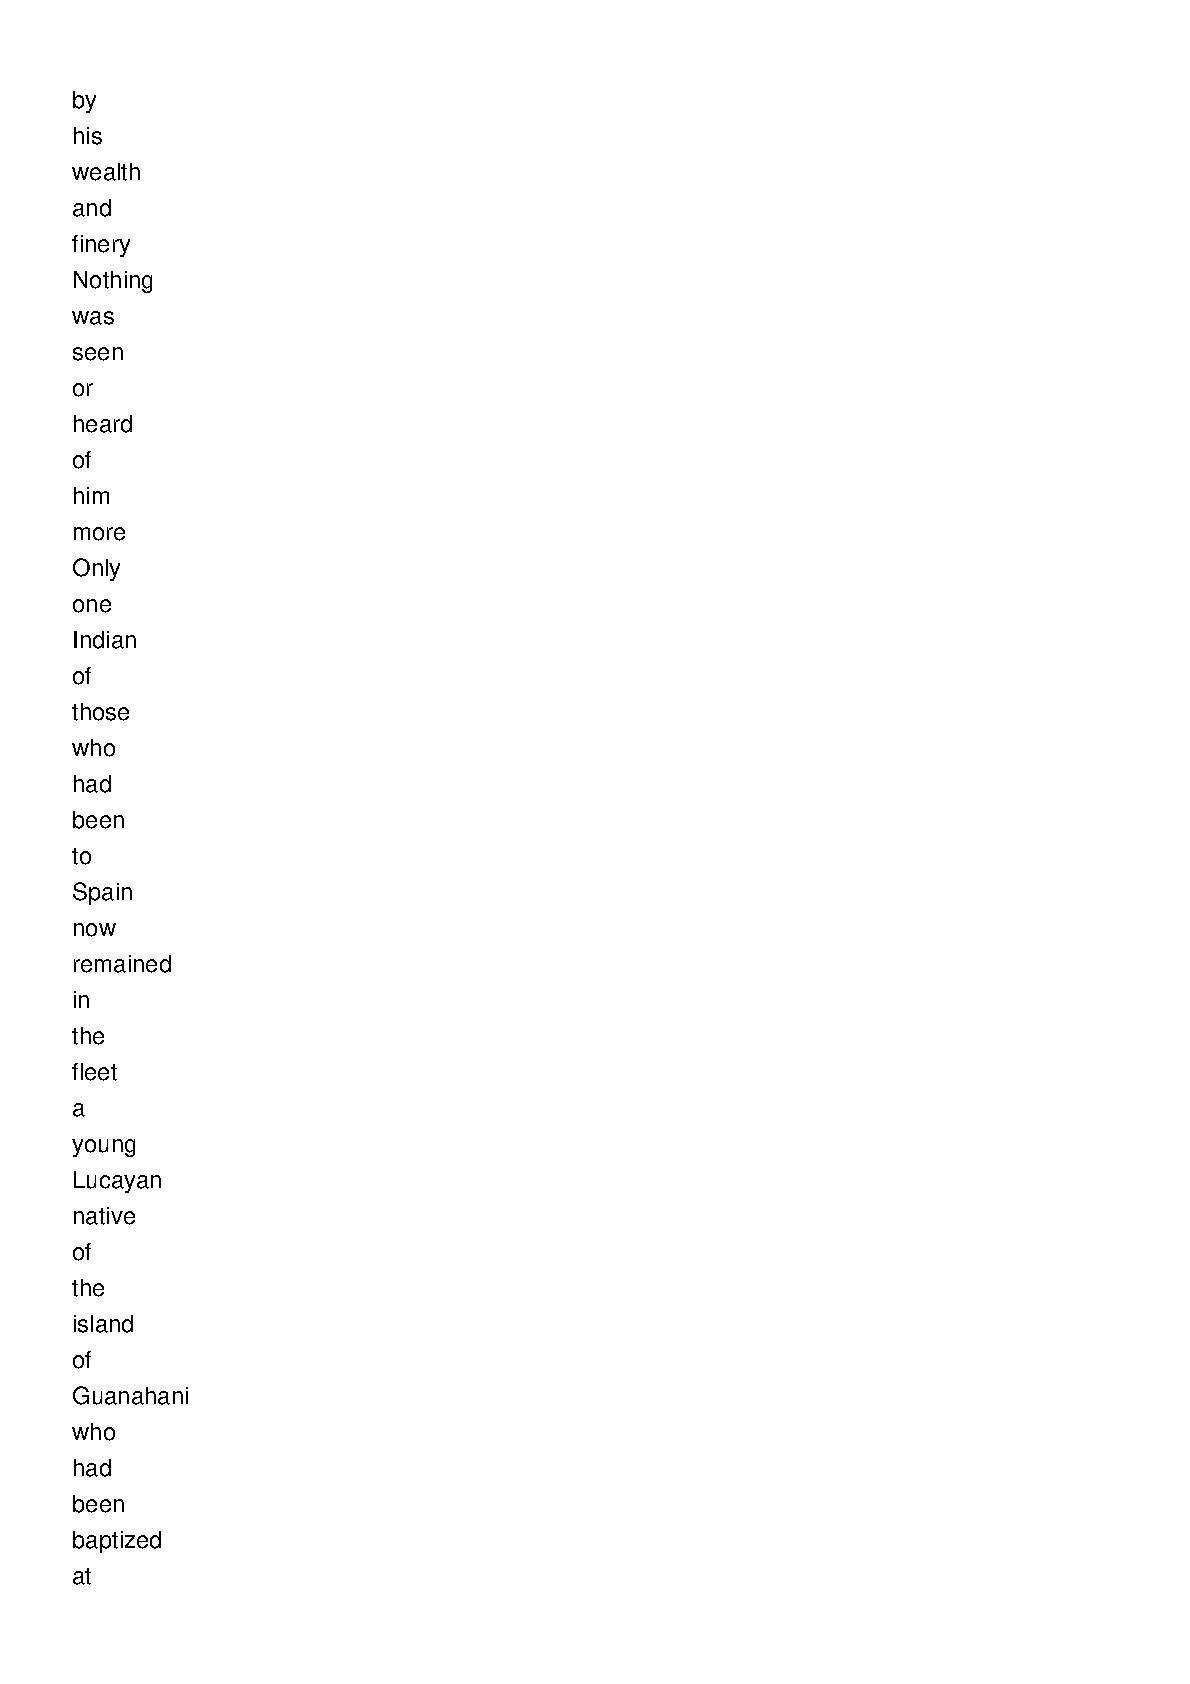 by
his
wealth
and
finery
Nothing
was
seen
or
heard
of
him
more
Only
one
Indian
of
those
who
had
been
to
Spain
now
remained
in
the
fleet
a
young
Lucayan
native
of
the
island
of
Guanahani
who
had
been
baptized
at